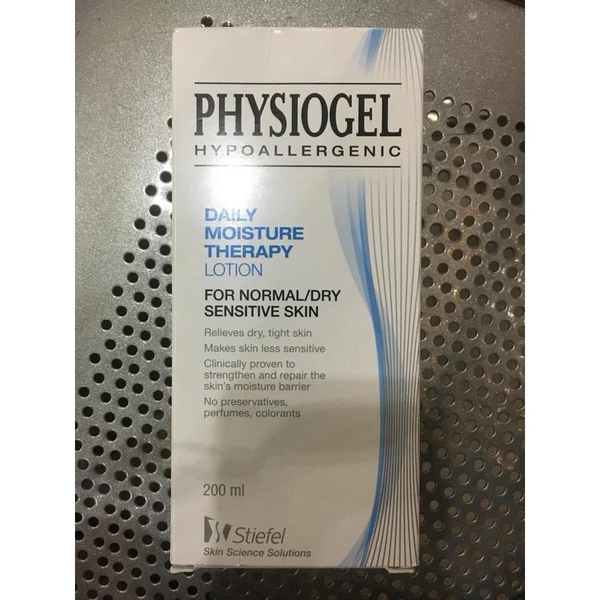 PHYSIOGEL
HYPOALLERGENIC
DAILY
MOISTURE
THERAPY
LOTION
FOR NORMAL/DRY
SENSITIVE SKIN
Relieves dry, tight skin
Makes skin less sensitive
Clinically proven to
strengthen and repair the
skin's moisture barrier
No preservatives,
perfumes, colorants
200 ml
Stiefel
Skin Science Solutions